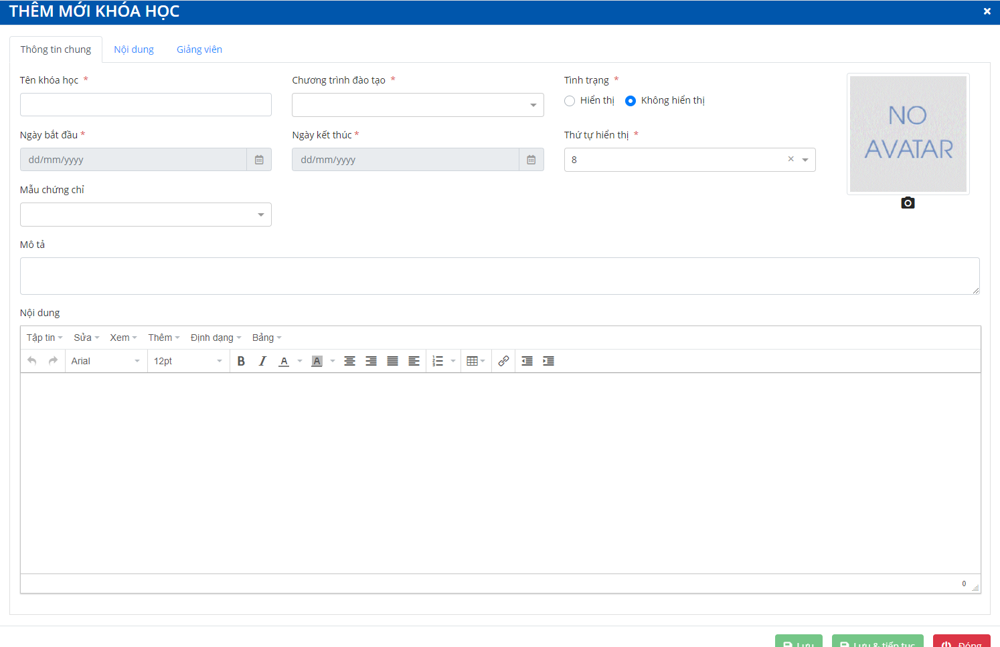 THÊM MỚI KHÓA HỌC
Thông tin chung Nội dung Giảng viên
Tên khóa học * Chương trình đào tạo * Tình trạng *
Hiển thị Không hiển thị
NO
AVATAR
Ngày bắt đầu * Ngày kết thúc * Thứ tự hiển thị *
dd/mm/yyyy dd/mm/yyyy 8 ×
Mẫu chứng chỉ
Mô tả
Nội dung
Tập tin Sửa Xem Thêm Định dạng Bảng
Arial 12pt B I A A
0
Lưu Lưu & tiếp tục Đóng